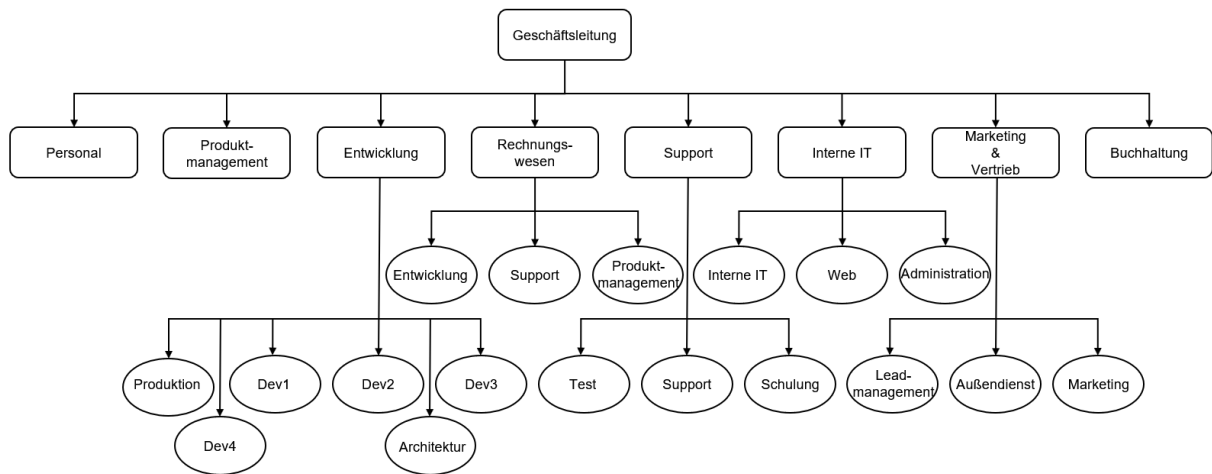 Geschäftsleitung
Personal
Produkt-
management
Entwicklung
Rechnungs-
wesen
Support
Interne IT
Marketing
&
Vertrieb
Buchhaltung
Entwicklung
Support
Produkt-
management
Interne IT
Web
Administration
Produktion
Dev1
Dev2
Dev3
Test
Support
Schulung
Lead-
management
Außendienst
Marketing
Dev4
Architektur